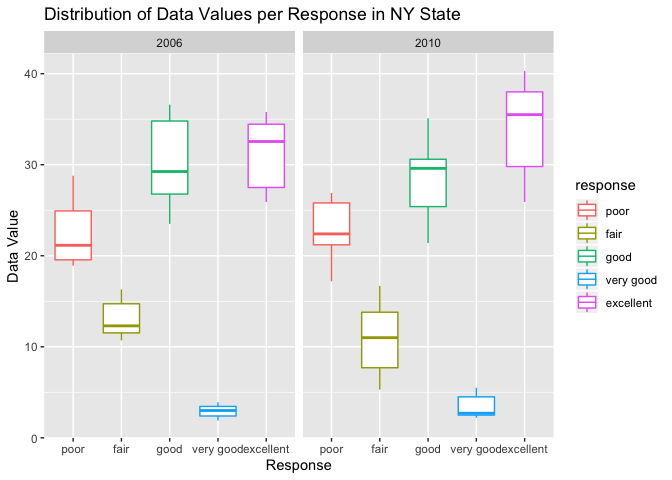 Distribution of Data Values per Response in NY State
2006
2010
40
30
20
10
0
Data Value
poor fair good very good excellent
poor fair good very good excellent
Response
response
poor
fair
good
very good
excellent